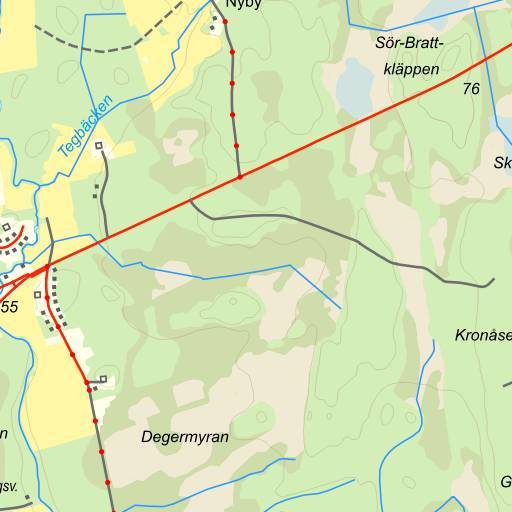 Nyby
Sör-Bratt-
kläppen
76
Tegbäcken
Sk
55
Kronåse
Degermyran
n
gsv.
G